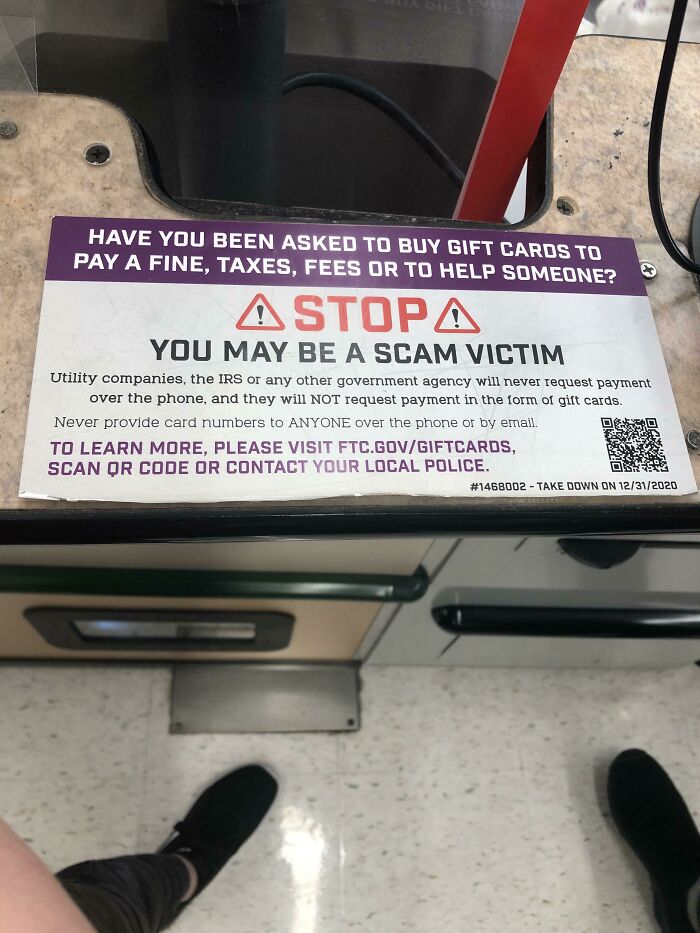 HAVE YOU BEEN ASKED TO BUY GIFT CARDS TO
PAY A FINE, TAXES, FEES OR TO HELP SOMEONE?
STOP
YOU MAY BE A SCAM VICTIM
Utility companies, the IRS or any other government agency will never request payment
over the phone, and they will NOT request payment in the form of gift cards.
Never provide card numbers to ANYONE over the phone or by email.
TO LEARN MORE, PLEASE VISIT FTC.GOV/GIFTCARDS,
SCAN QR CODE OR CONTACT YOUR LOCAL POLICE.
#1468002 - TAKE DOWN ON 12/31/2020